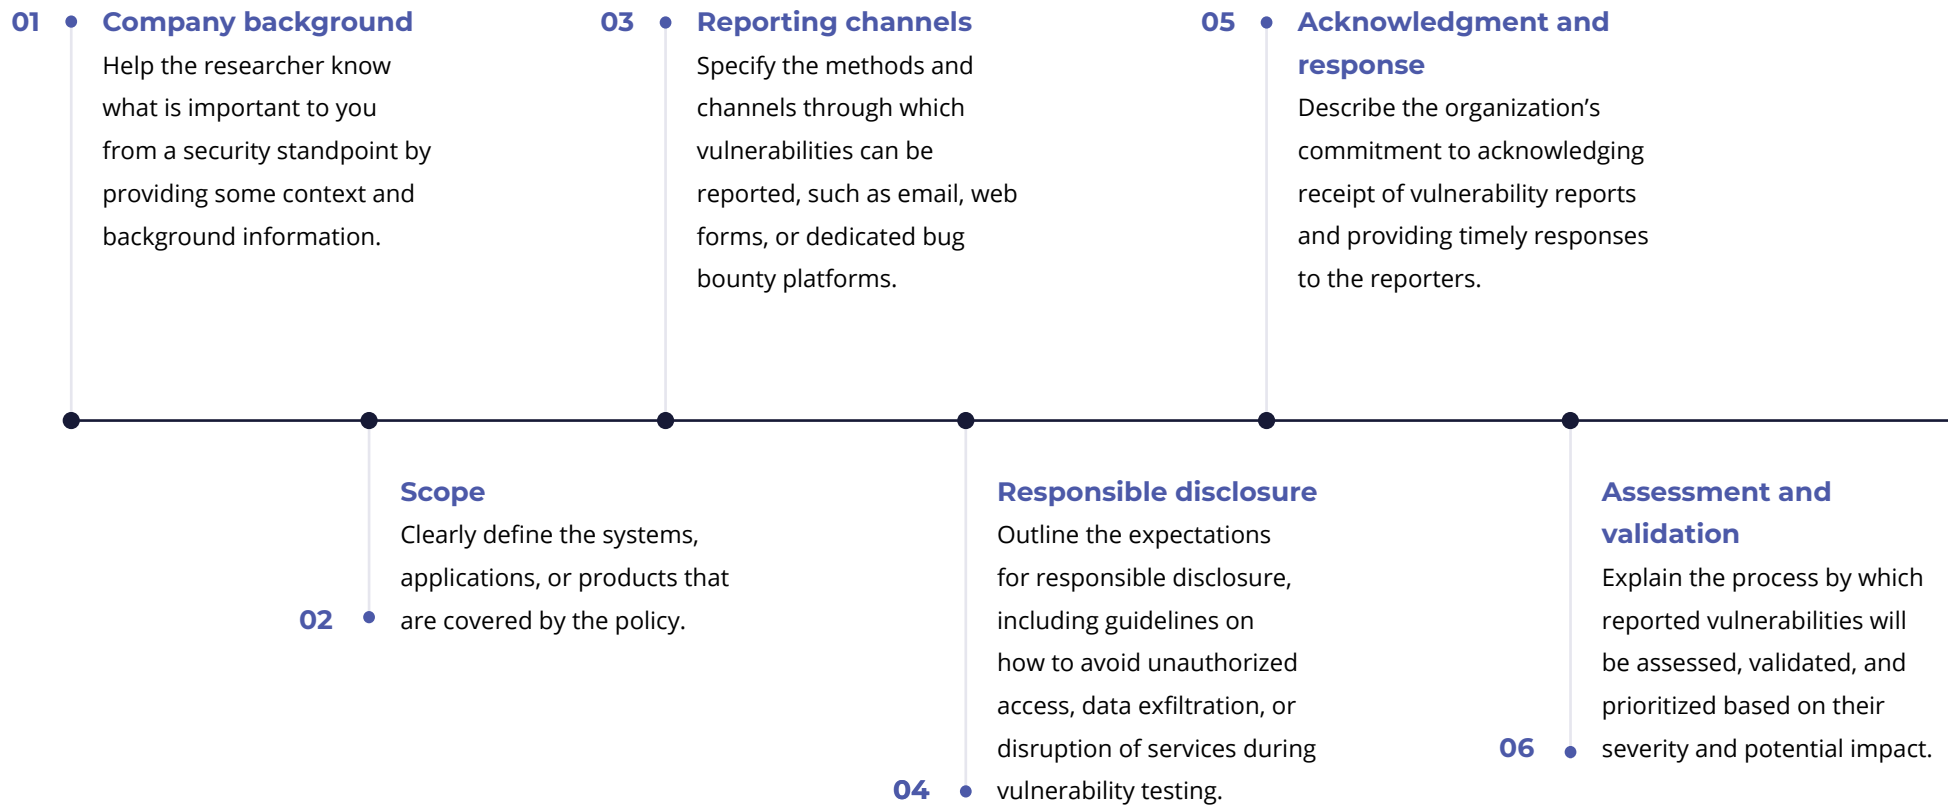 01
Company background
Help the researcher know
what is important to you
from a security standpoint by
providing some context and
background information.
02
Scope
Clearly define the systems,
applications, or products that
are covered by the policy.
03
Reporting channels
Specify the methods and
channels through which
vulnerabilities can be
reported, such as email, web
forms, or dedicated bug
bounty platforms.
04
Responsible disclosure
Outline the expectations
for responsible disclosure,
including guidelines on
how to avoid unauthorized
access, data exfiltration, or
disruption of services during
vulnerability testing.
05
Acknowledgment and
response
Describe the organization’s
commitment to acknowledging
receipt of vulnerability reports
and providing timely responses
to the reporters.
06
Assessment and
validation
Explain the process by which
reported vulnerabilities will
be assessed, validated, and
prioritized based on their
severity and potential impact.